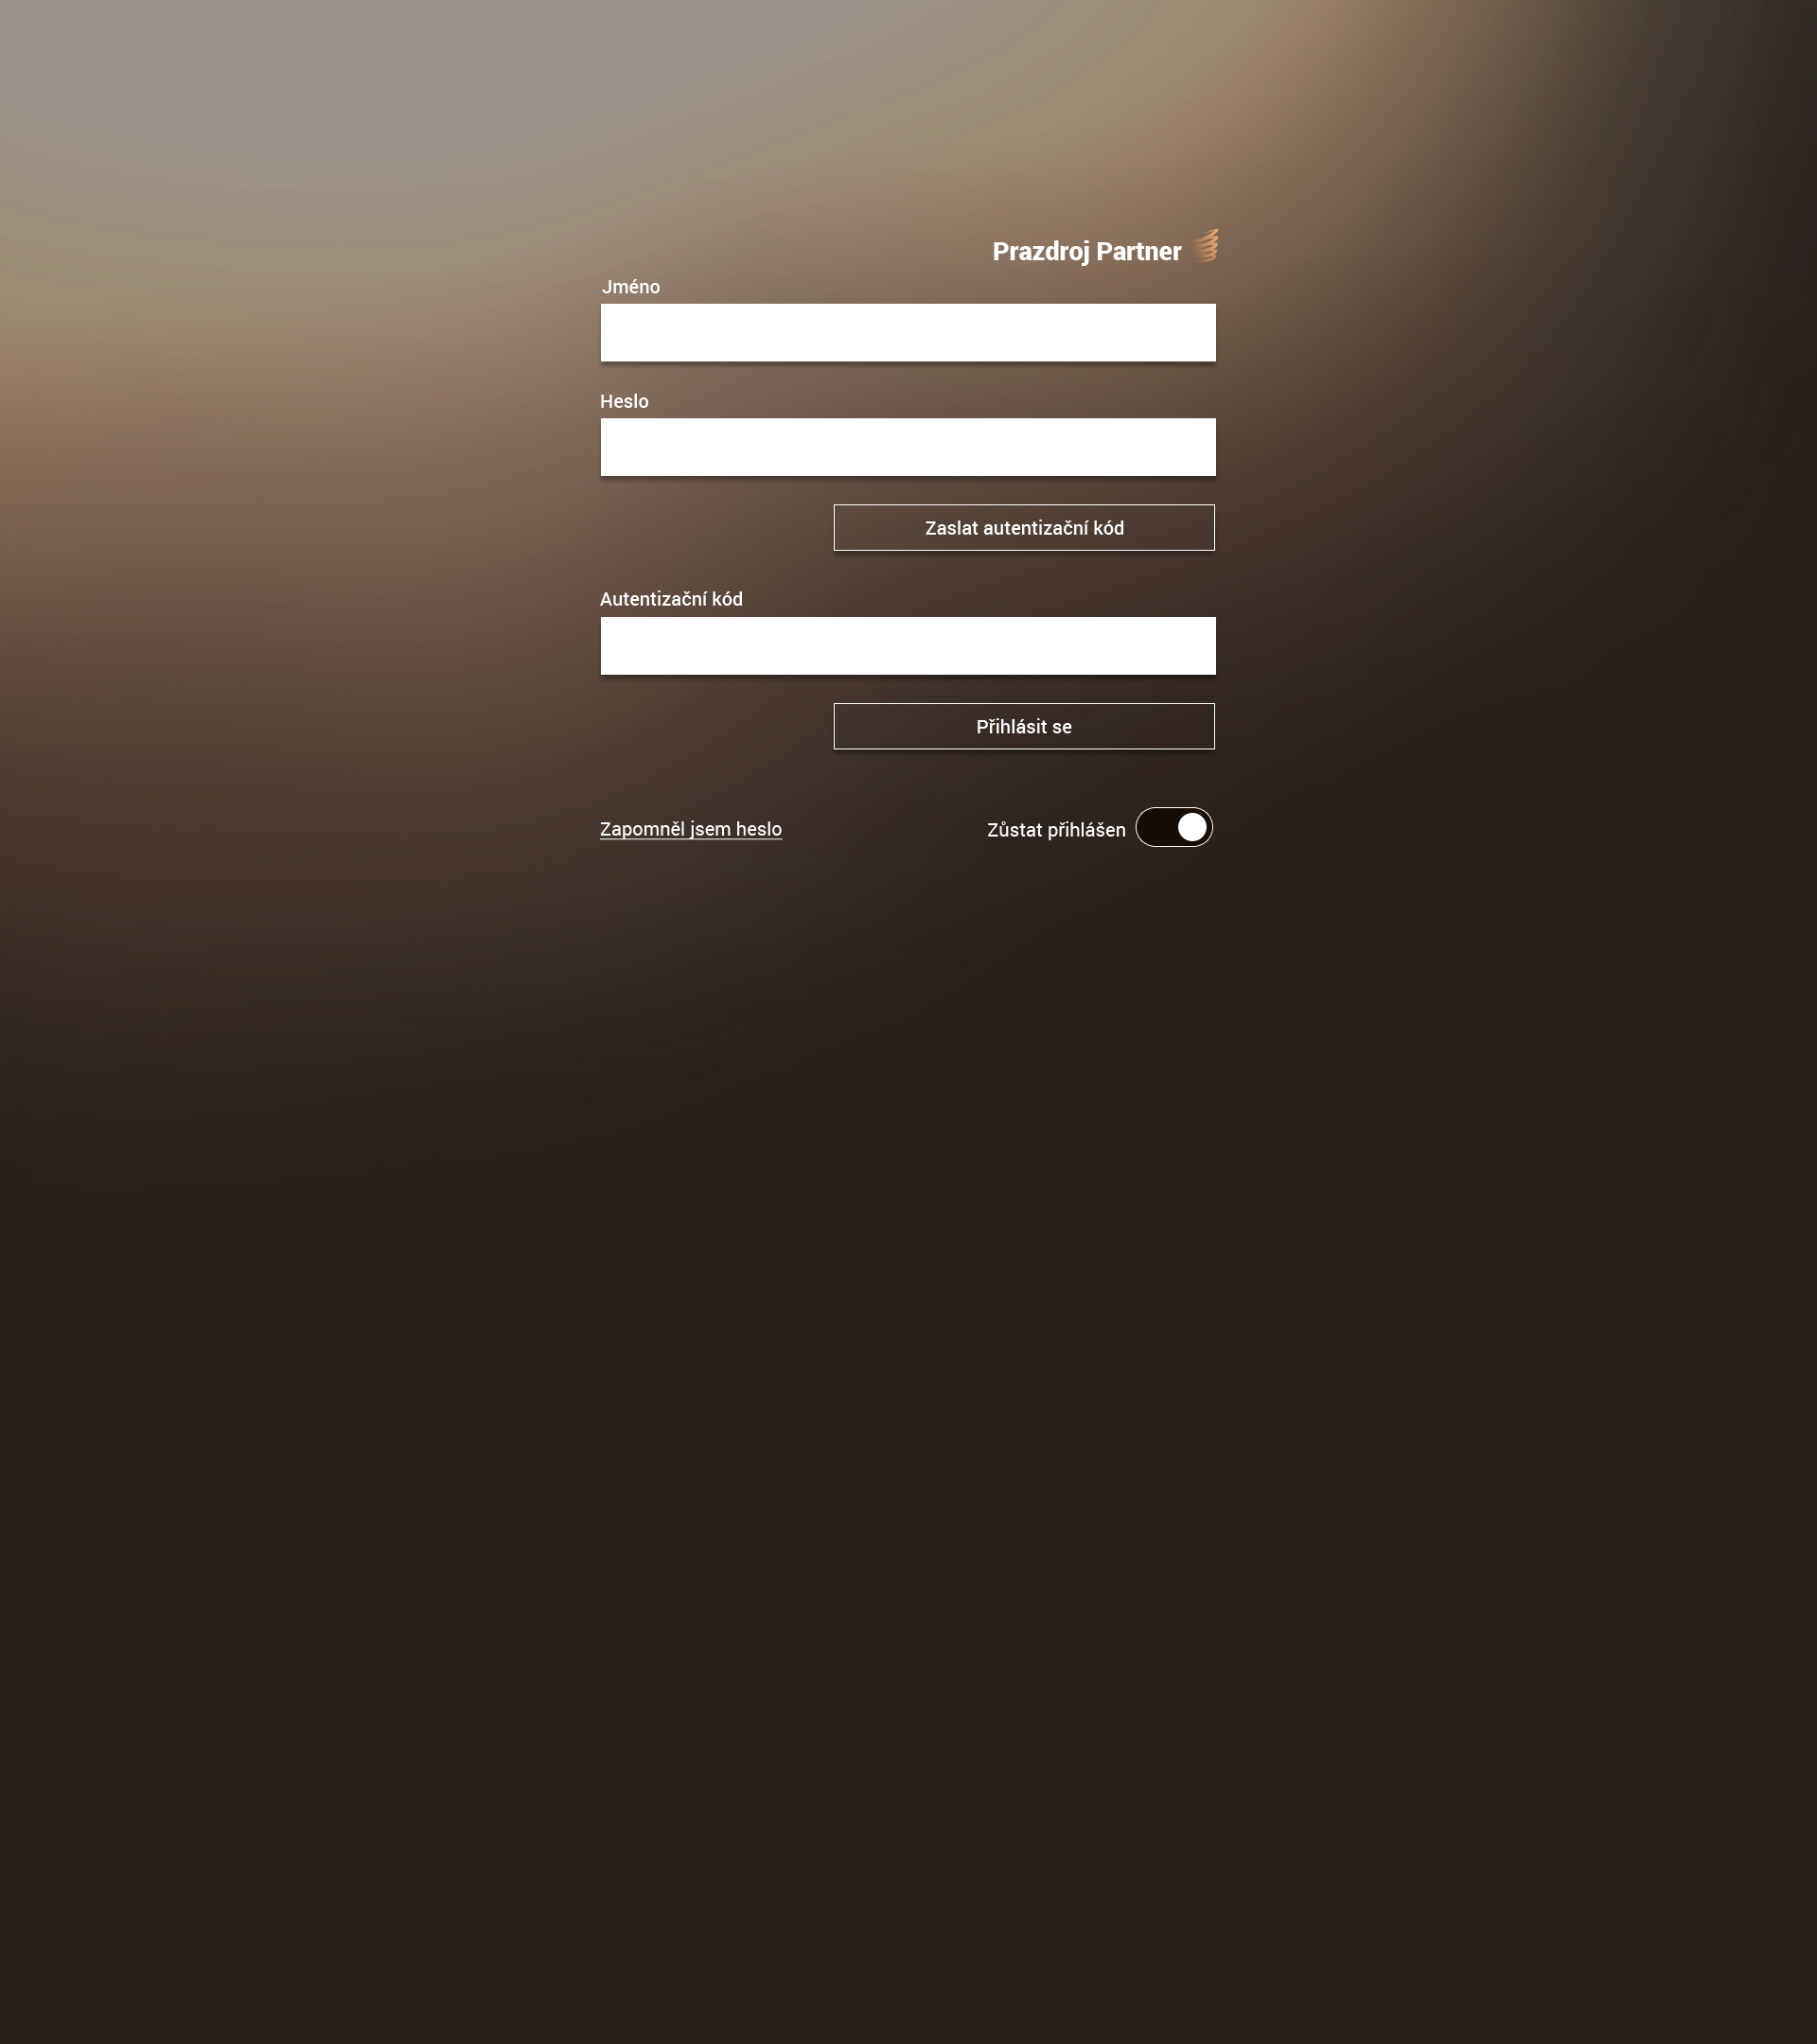 Prazdroj Partner
Jméno
Heslo
Zaslat autentizační kód
Autentizační kód
Přihlásit se
Zapomněl jsem heslo
Zůstat přihlášen